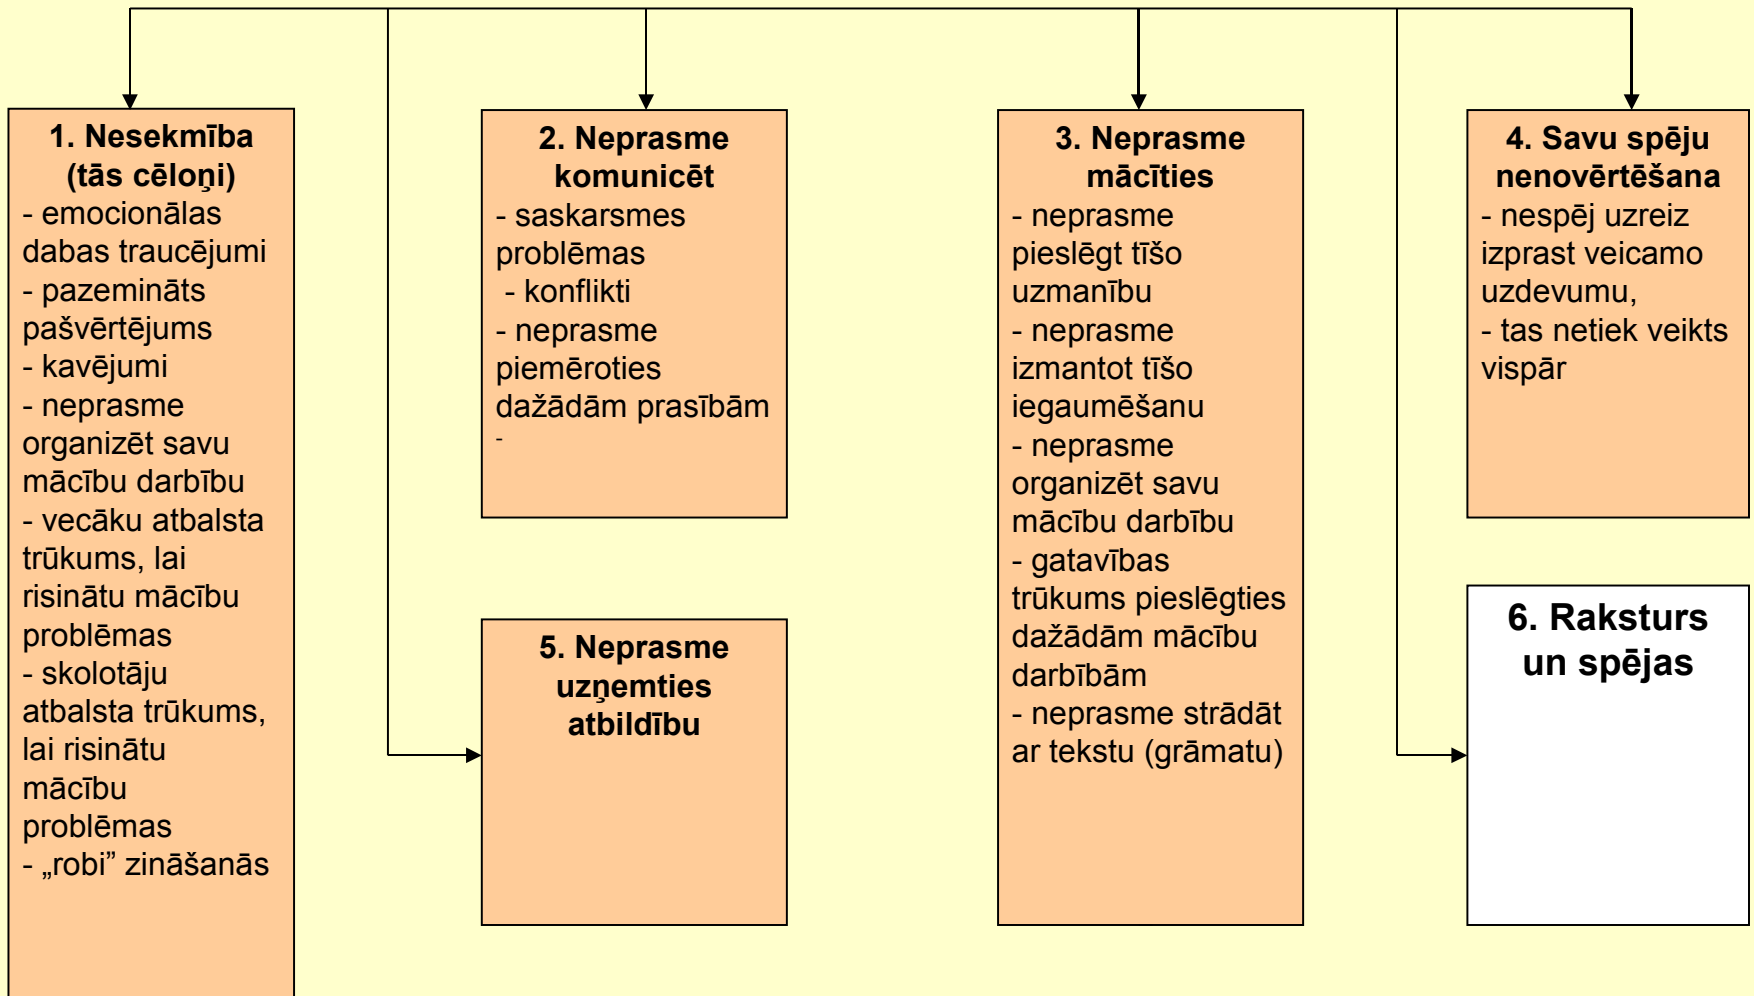 1. Nesekmība
(tās cēloņi)
- emocionālas
dabas traucējumi
- pazemināts
pašvērtējums
- kavējumi
- neprasme
organizēt savu
mācību darbību
- vecāku atbalsta
trūkums, lai
risinātu mācību
problēmas
- skolotāju
atbalsta trūkums,
lai risinātu
mācību
problēmas
- „robi” zināšanās
2. Neprasme
komunicēt
- saskarsmes
problēmas
- konflikti
- neprasme
piemēroties
dažādām prasībām
-
3. Neprasme
mācīties
- neprasme
pieslēgt tīšo
uzmanību
- neprasme
izmantot tīšo
iegaumēšanu
- neprasme
organizēt savu
mācību darbību
- gatavības
trūkums pieslēgties
dažādām mācību
darbībām
- neprasme strādāt
ar tekstu (grāmatu)
4. Savu spēju
nenovērtēšana
- nespēj uzreiz
izprast veicamo
uzdevumu,
- tas netiek veikts
vispār
5. Neprasme
uzņemties
atbildību
6. Raksturs
un spējas